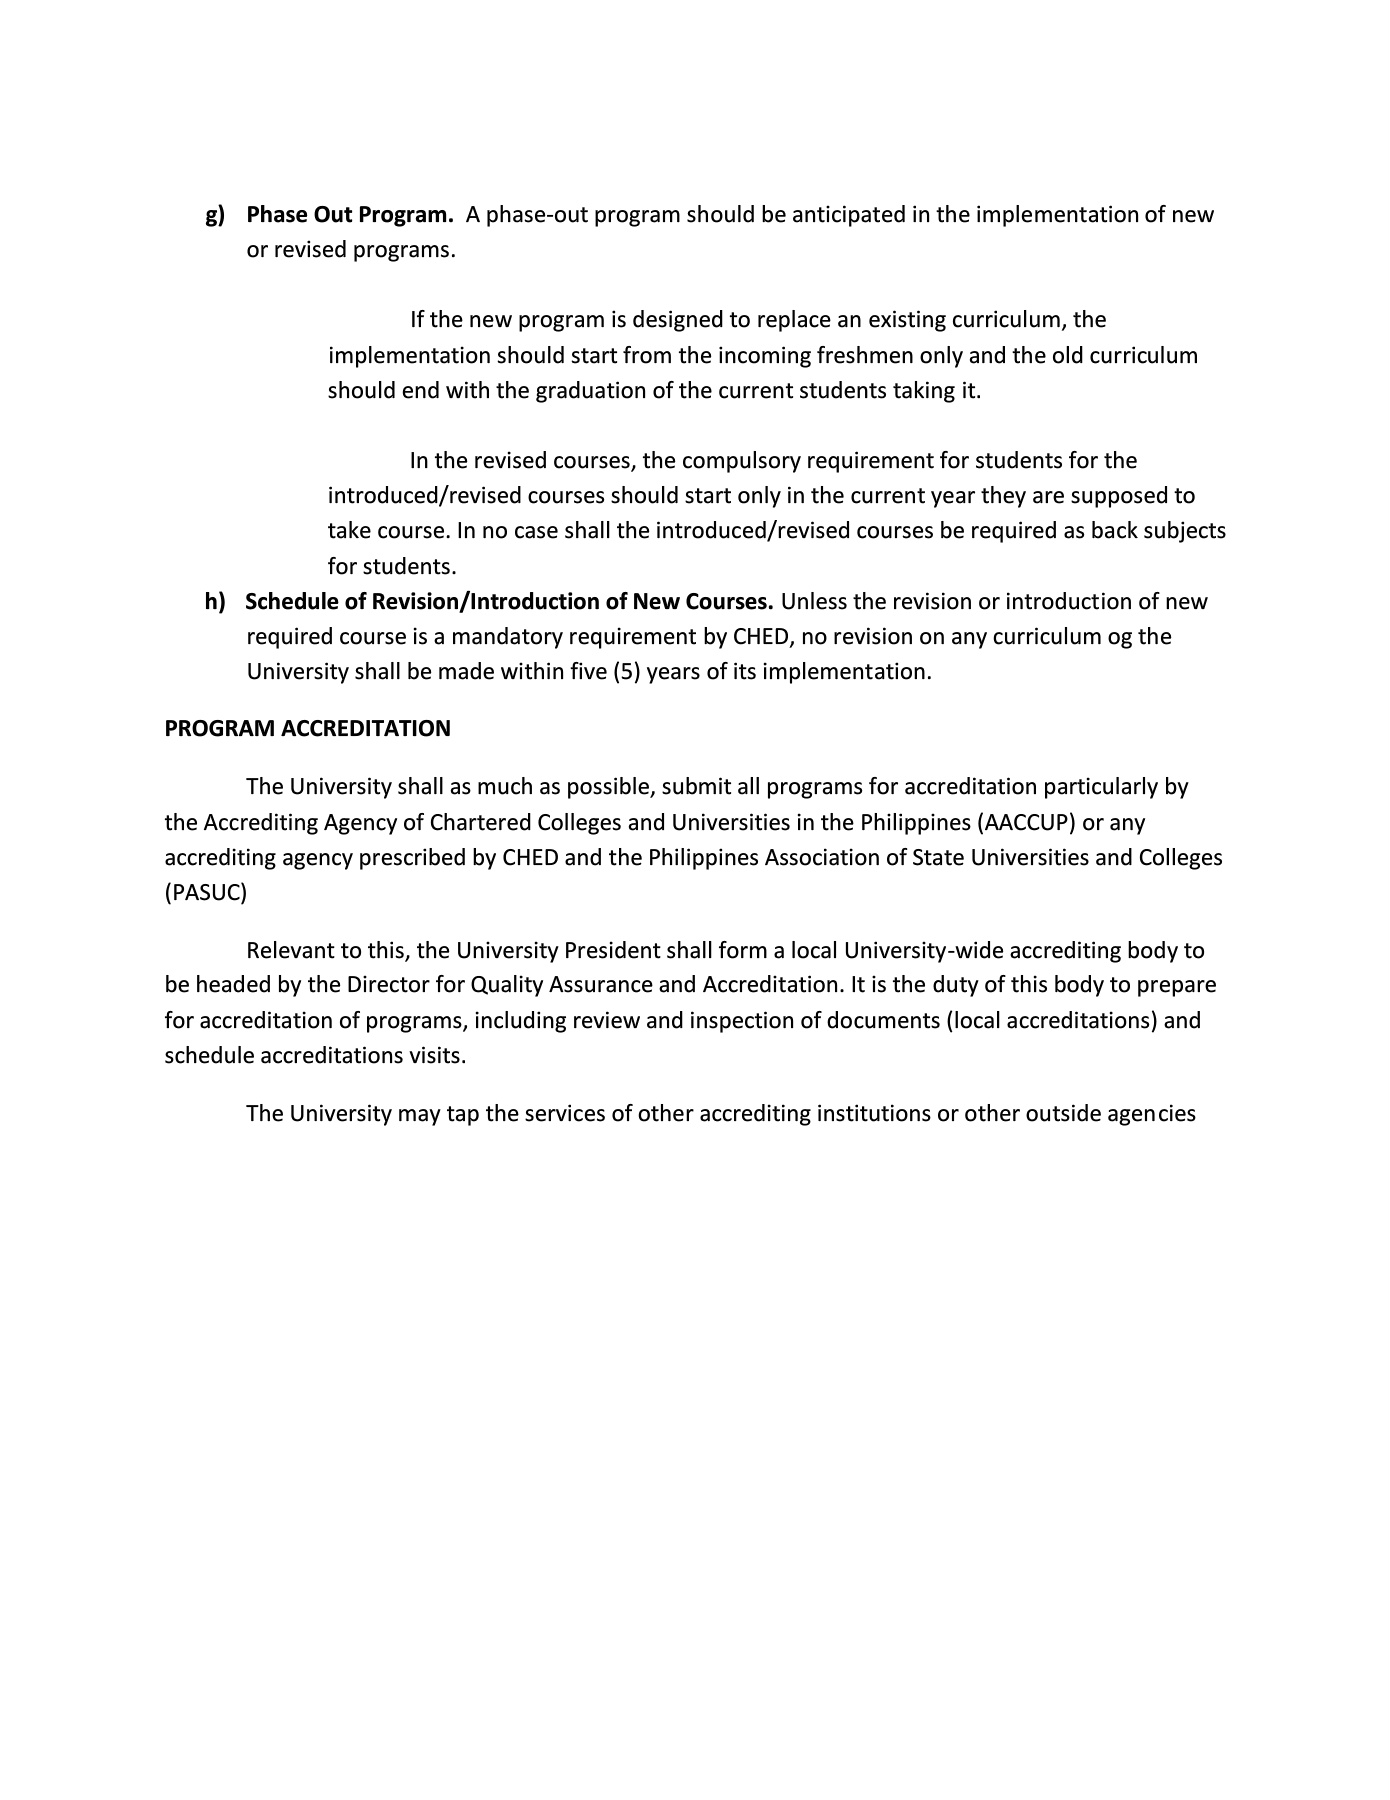 g) Phase Out Program. A phase-out program should be anticipated in the implementation of new
or revised programs.
If the new program is designed to replace an existing curriculum, the
implementation should start from the incoming freshmen only and the old curriculum
should end with the graduation of the current students taking it.
In the revised courses, the compulsory requirement for students for the
introduced/revised courses should start only in the current year they are supposed to
take course. In no case shall the introduced/revised courses be required as back subjects
for students.
h) Schedule of Revision/Introduction of New Courses. Unless the revision or introduction of new
required course is a mandatory requirement by CHED, no revision on any curriculum og the
University shall be made within five (5) years of its implementation.
PROGRAM ACCREDITATION
The University shall as much as possible, submit all programs for accreditation particularly by
the Accrediting Agency of Chartered Colleges and Universities in the Philippines (AACCUP) or any
accrediting agency prescribed by CHED and the Philippines Association of State Universities and Colleges
(PASUC)
Relevant to this, the University President shall form a local University-wide accrediting body to
be headed by the Director for Quality Assurance and Accreditation. It is the duty of this body to prepare
for accreditation of programs, including review and inspection of documents (local accreditations) and
schedule accreditations visits.
The University may tap the services of other accrediting institutions or other outside agencies